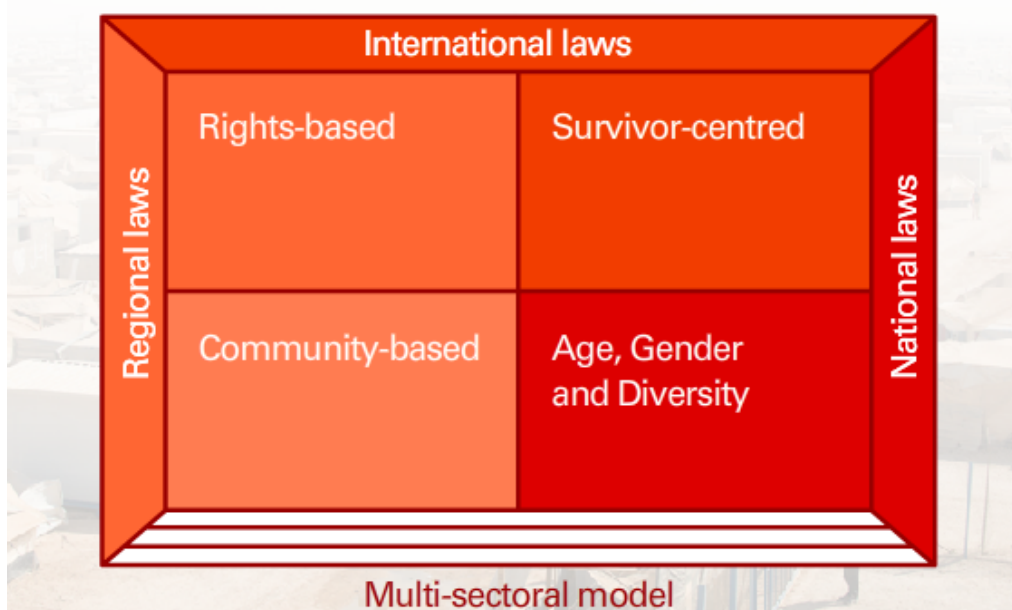 International laws
Regional laws
Rights-based
Survivor-centred
National laws
Community-based
Age, Gender
and Diversity
Multi-sectoral model